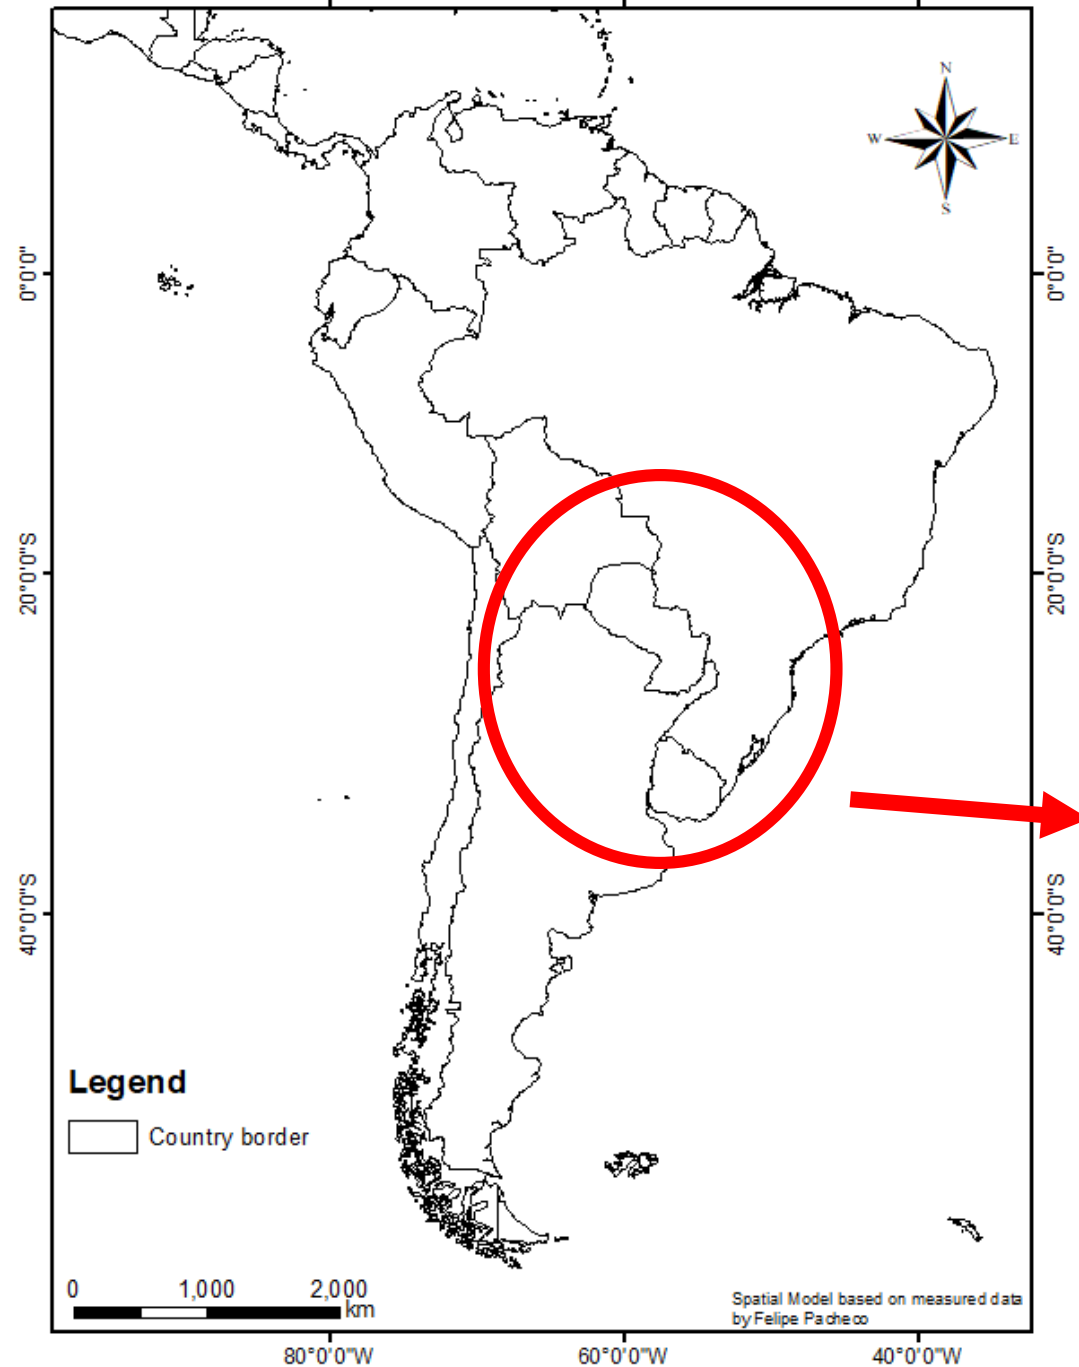 N
W
E
S
0°0'0"
0°0'0"
20°0'0"S
20°0'0"S
40°0'0"S
40°0'0"S
Legend
Country border
0 1,000 2,000
km
Spatial Model based on measured data
by Felipe Pacheco
80°0'0"W 60°0'0"W 40°0'0"W